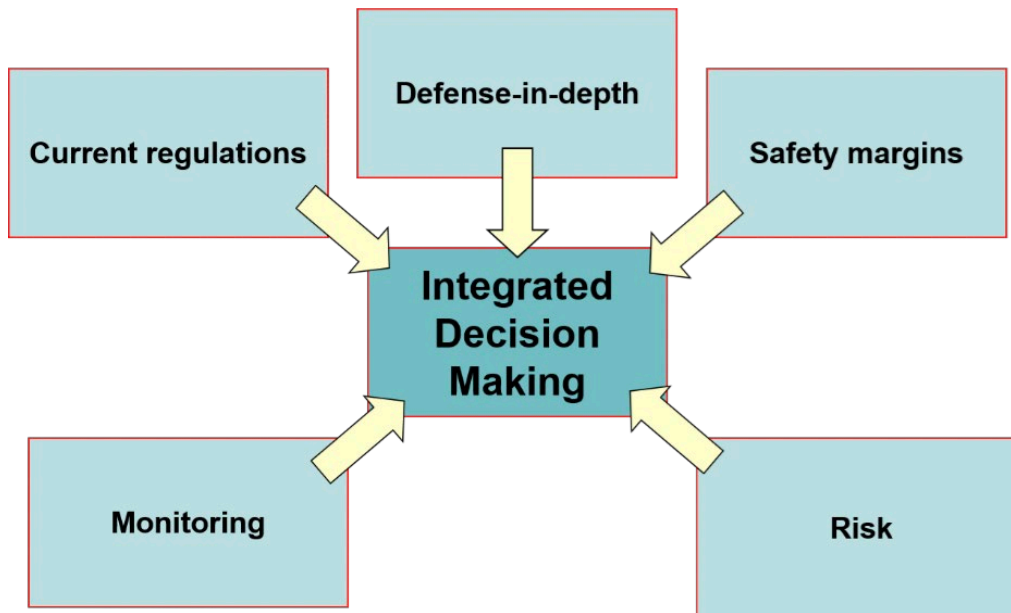 Defense-in-depth
Current regulations
Safety margins
Integrated
Decision
Making
Monitoring
Risk